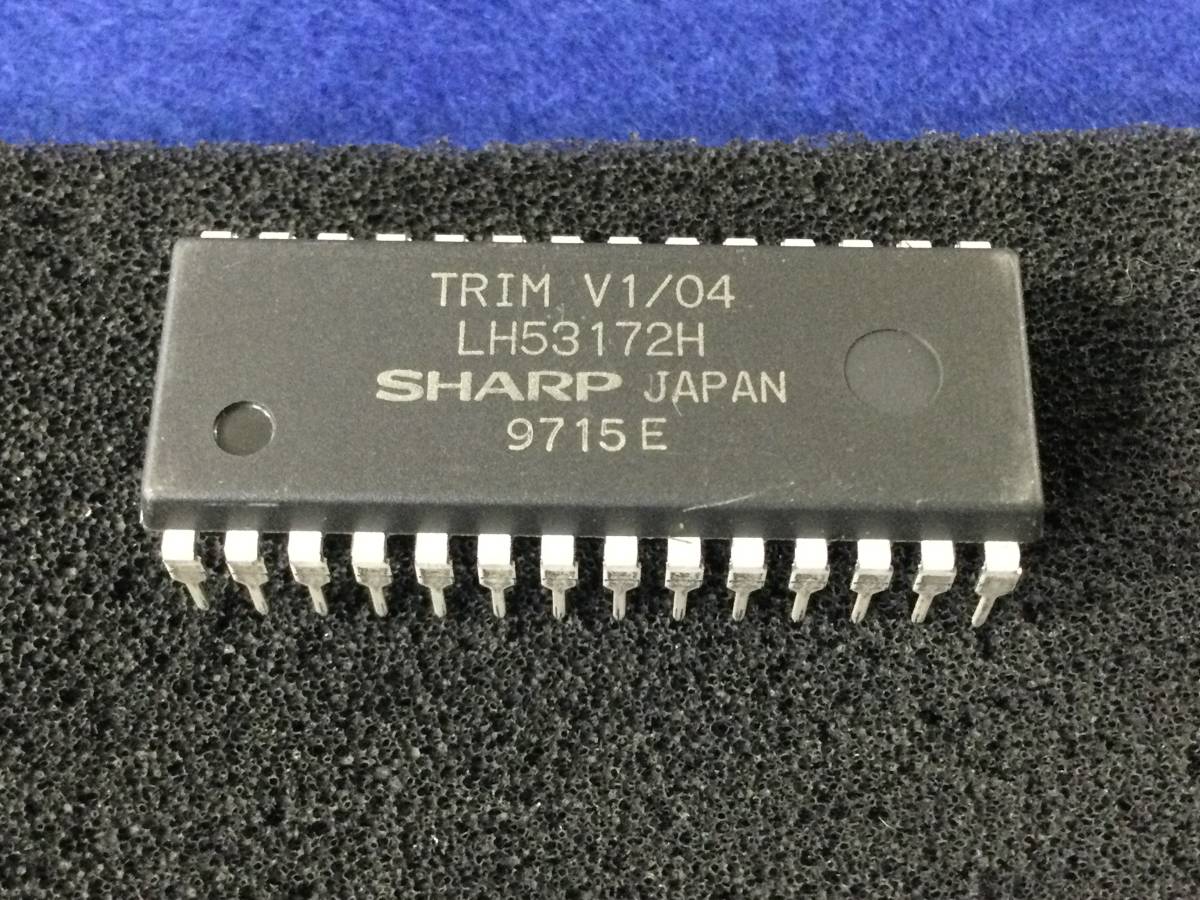 TRIM V1/04
LH53172H
SHARP JAPAN
9715 E